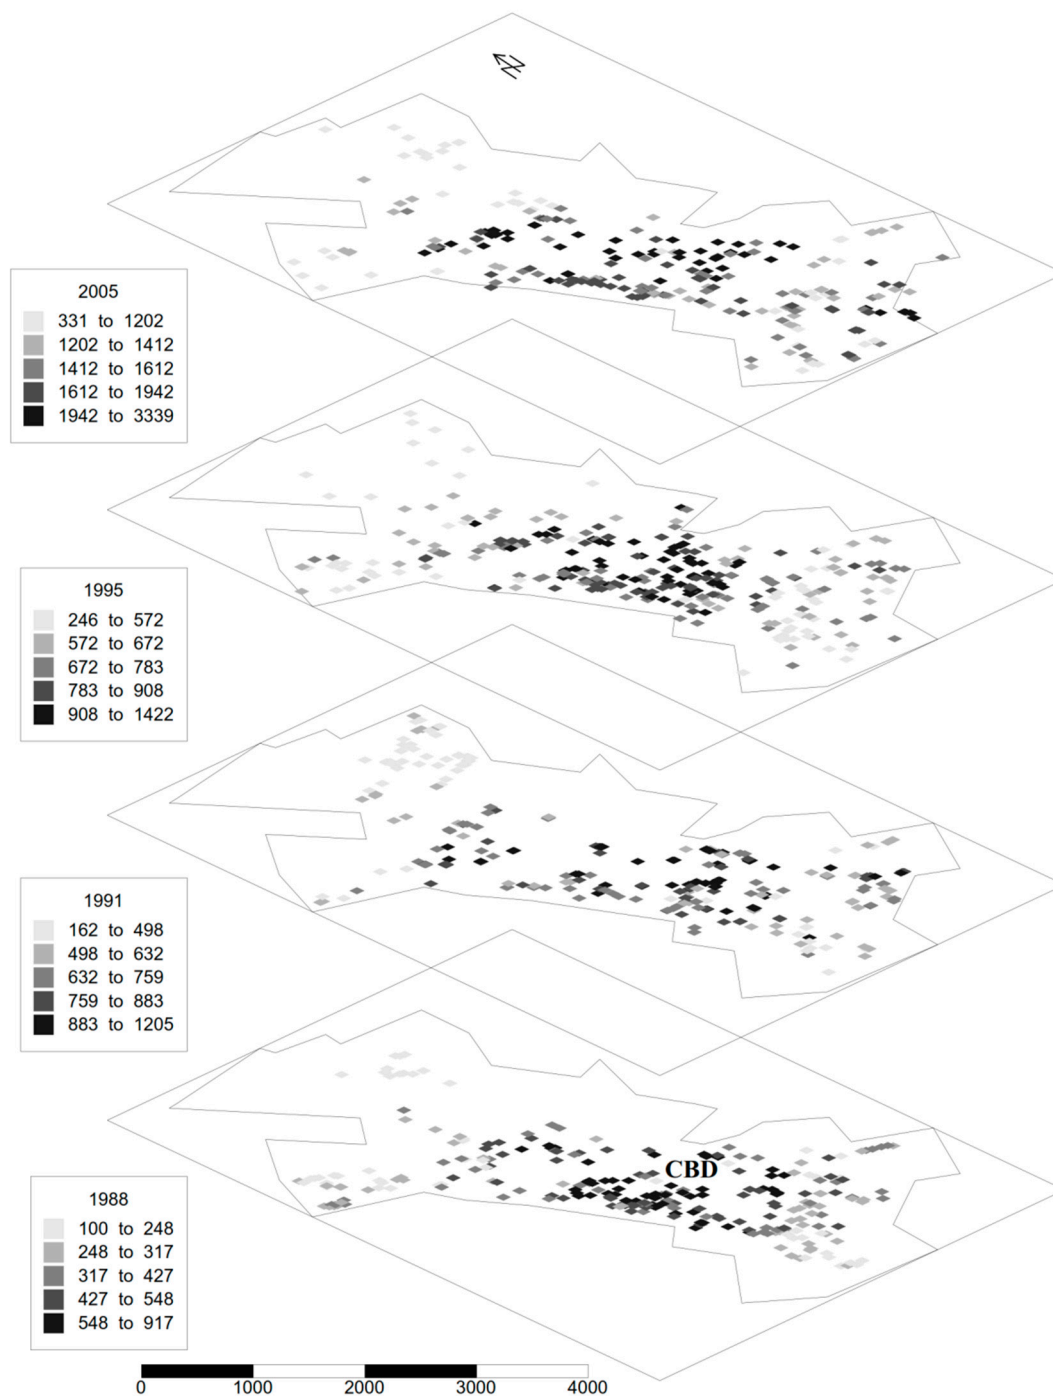 N
2005
331 to 1202
1202 to 1412
1412 to 1612
1612 to 1942
1942 to 3339
1995
246 to 572
572 to 672
672 to 783
783 to 908
908 to 1422
1991
162 to 498
498 to 632
632 to 759
759 to 883
883 to 1205
CBD
1988
100 to 248
248 to 317
317 to 427
427 to 548
548 to 917
0 1000 2000 3000 4000